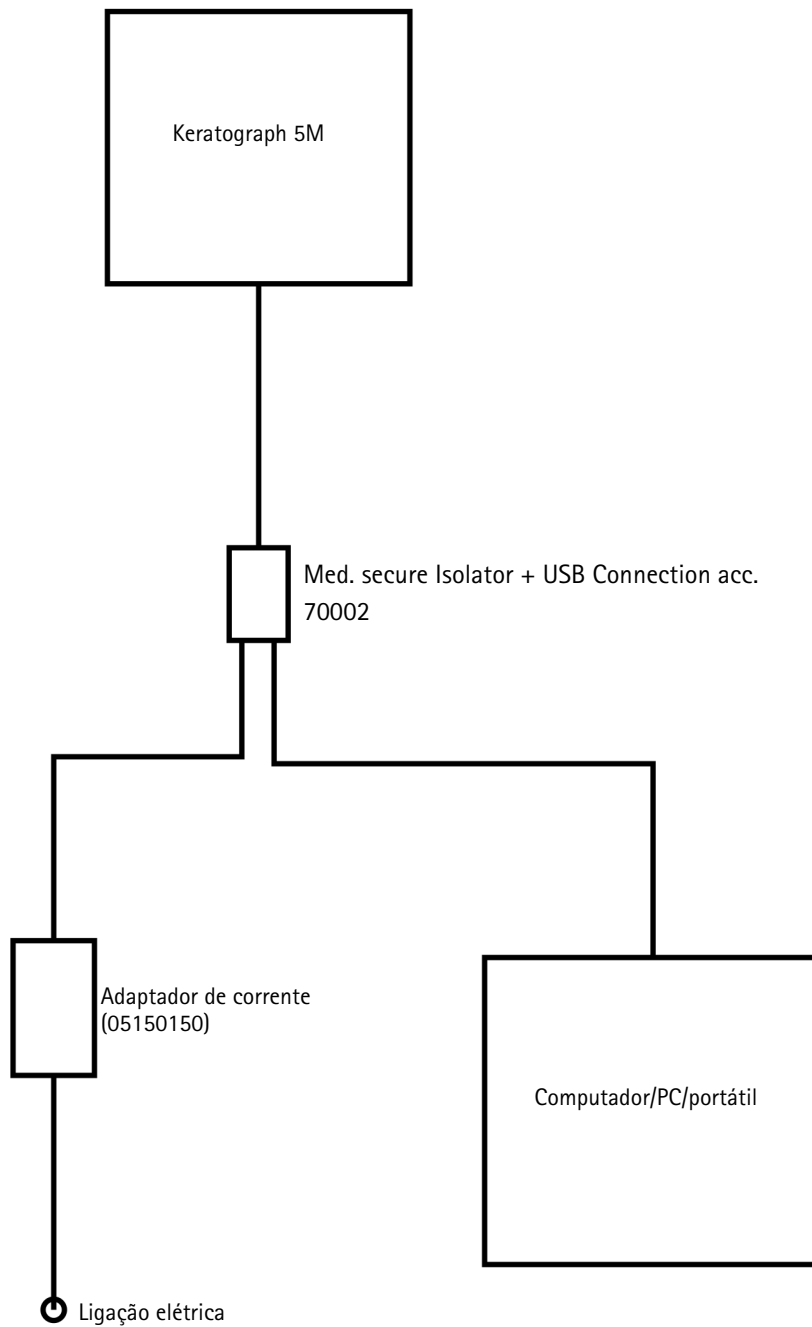 Keratograph 5M
Med. secure Isolator + USB Connection acc.
70002
Adaptador de corrente
(05150150)
Computador/PC/portátil
Ligação elétrica